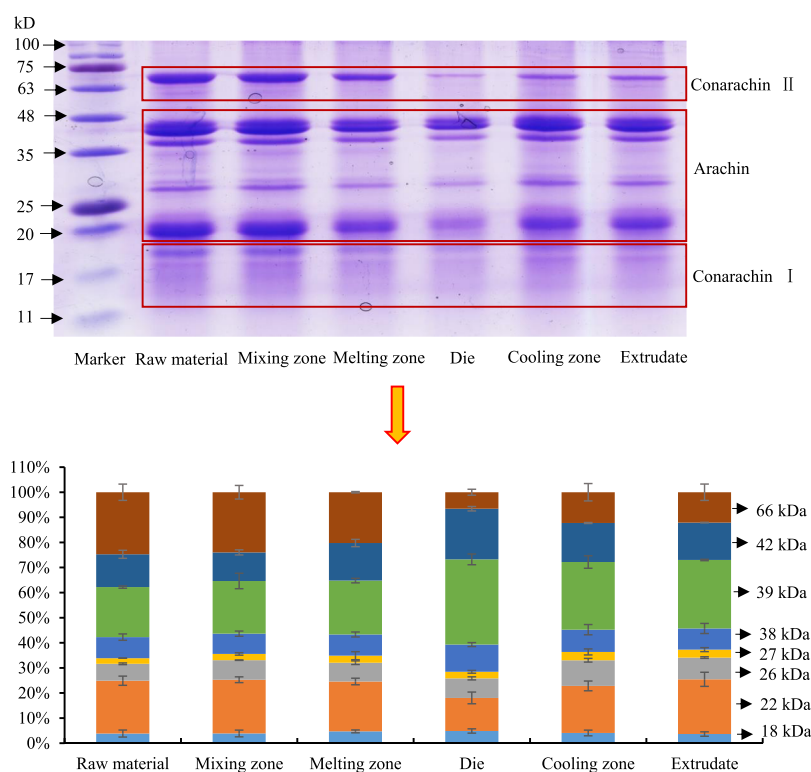 kD
100
75
63
48
35
25
20
17
11
Conarachin Ⅱ
Arachin
Conarachin Ⅰ
Marker Raw material Mixing zone Melting zone Die Cooling zone Extrudate
110%
100%
90%
80%
70%
60%
50%
40%
30%
20%
10%
0%
66 kDa
42 kDa
39 kDa
38 kDa
27 kDa
26 kDa
22 kDa
18 kDa
Raw material Mixing zone Melting zone Die Cooling zone Extrudate